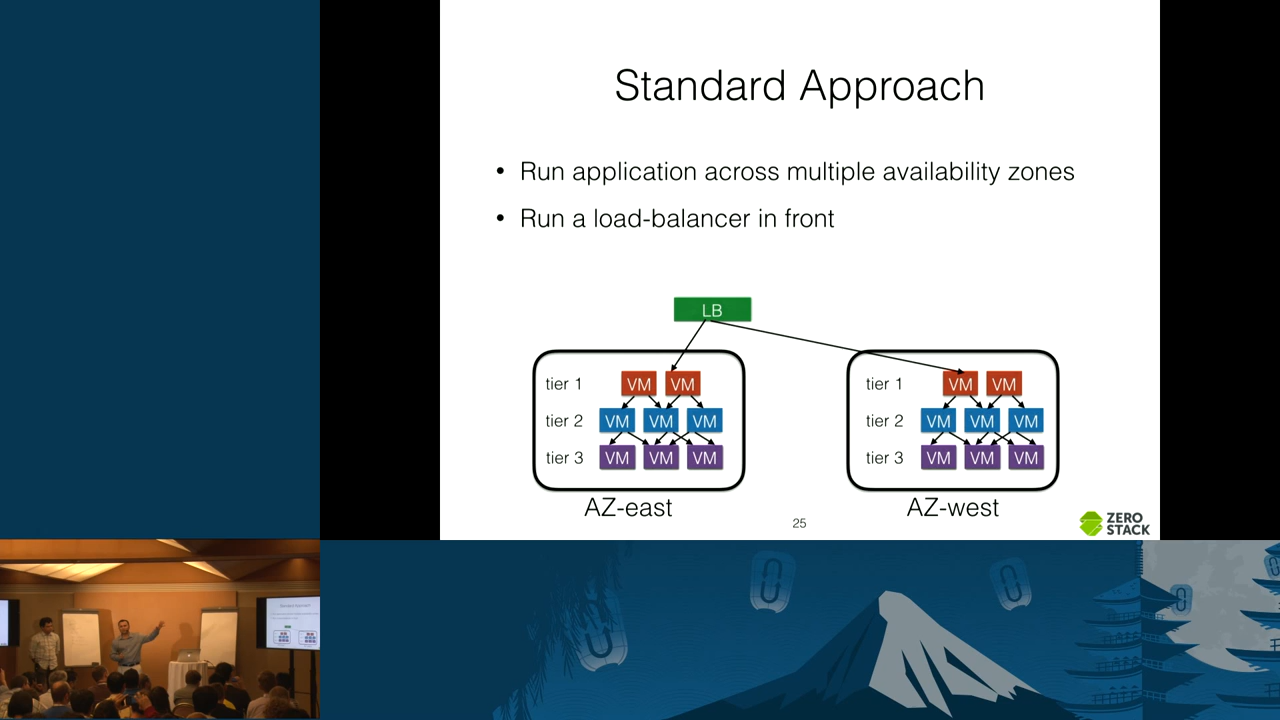 Standard Approach
• Run application across multiple availability zones
• Run a load-balancer in front
LB
tier 1 VM VM
tier 2 VM VM VM
tier 3 VM VM VM
AZ-east
tier 1 VM VM
tier 2 VM VM VM
tier 3 VM VM VM
AZ-west
25
ZERO
STACK
Standard Approach